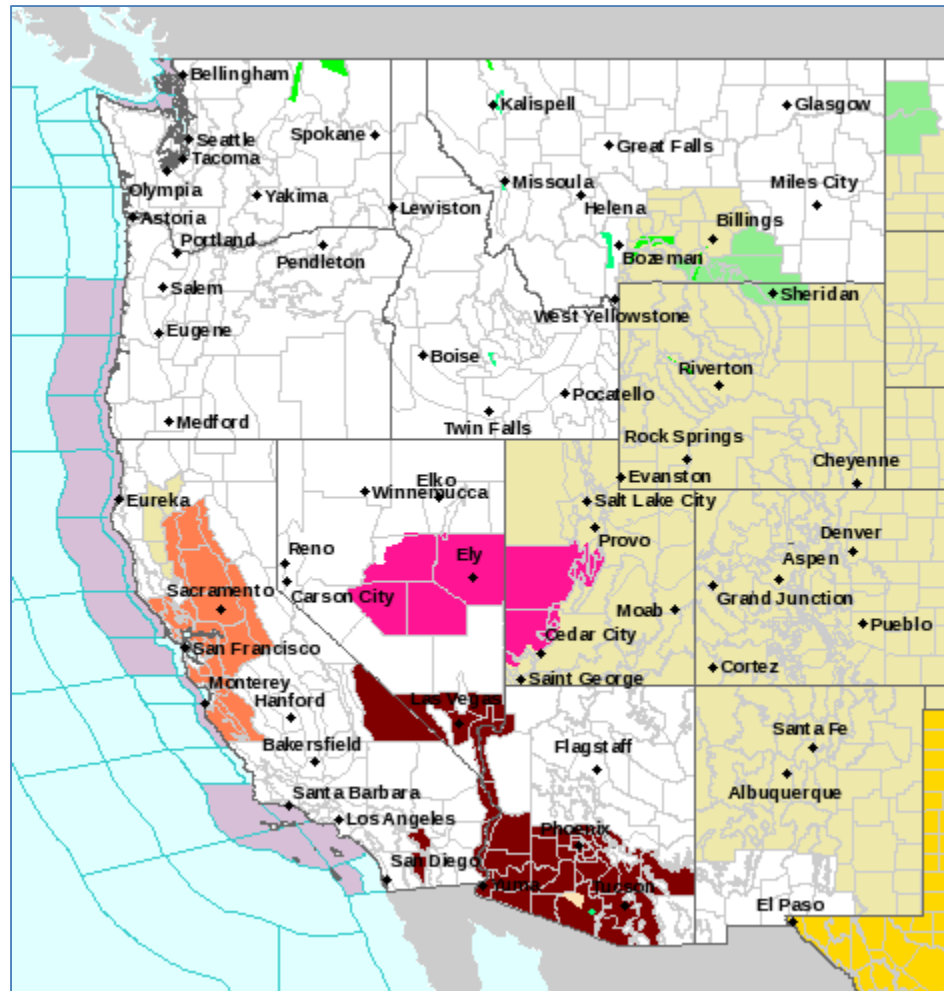 Bellingham
Kalispell
Glasgow
Seattle
Spokane
Great Falls
Tacoma
Olympia
Missoula
Miles City
Yakima
Helena
Lewiston
Astoria
Billings
Portland
Bozeman
Pendleton
Salem
Sheridan
West Yellowstone
Eugene
Boise
Riverton
Pocatello
Medford
Twin Falls
Rock Springs
Cheyenne
Elko
Evanston
Winnemucca
Eureka
Salt Lake City
Provo
Denver
Reno
Ely
Aspen
Sacramento
Carson City
Grand Junction
Moab
Pueblo
Cedar City
San Francisco
Cortez
Saint George
Monterey
Hanford
Las Vegas
Santa Fe
Bakersfield
Flagstaff
Albuquerque
Santa Barbara
Los Angeles
Phoenix
San Diego
Yuma
Tucson
El Paso